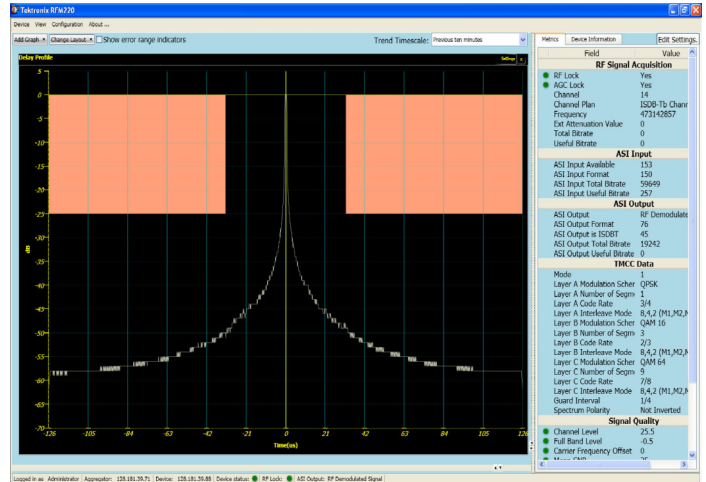 Tektronix RFM220
Device View Configuration About ...
Add Graph Change Layout Show error range indicators Trend Timescale: Previous ten minutes
Metrics Device Information Edit Settings.
Delay Profile
Settings x
5
0
-5
-10
-15
-20
-25
-30
-35
-40
-45
-50
-55
-60
-65
-70
-126 -105 -84 -63 -42 -21 0 21 42 63 84 105 126
Time(us)
Field Value
RF Signal Acquisition
RF Lock Yes
AGC Lock Yes
Channel 14
Channel Plan ISDB-Tb Chanr
Frequency 473142857
Ext Attenuation Value 0
Total Bitrate 0
Useful Bitrate 0
ASI Input
ASI Input Available 153
ASI Input Format 150
ASI Input Total Bitrate 59649
ASI Input Useful Bitrate 257
ASI Output
ASI Output RF Demodulate
ASI Output Format 76
ASI Output is ISDBT 45
ASI Output Total Bitrate 19242
ASI Output Useful Bitrate 0
TMCC Data
Mode 1
Layer A Modulation Scher QPSK
Layer A Number of Segm 1
Layer A Code Rate 3/4
Layer A Interleave Mode 8,4,2 (M1,M2,M
Layer B Modulation Scher QAM 16
Layer B Number of Segm 3
Layer B Code Rate 2/3
Layer B Interleave Mode 8,4,2 (M1,M2,M
Layer C Modulation Scher QAM 64
Layer C Number of Segm 9
Layer C Code Rate 7/8
Layer C Interleave Mode 8,4,2 (M1,M2,M
Guard Interval 1/4
Spectrum Polarity Not Inverted
Signal Quality
Channel Level 25.5
Full Band Level -0.5
Carrier Frequency Offset 0
Logged in as Administrator Aggregator: 128.181.39.71 Device: 128.181.39.88 Device status: RF Lock: ASI Output: RF Demodulated Signal